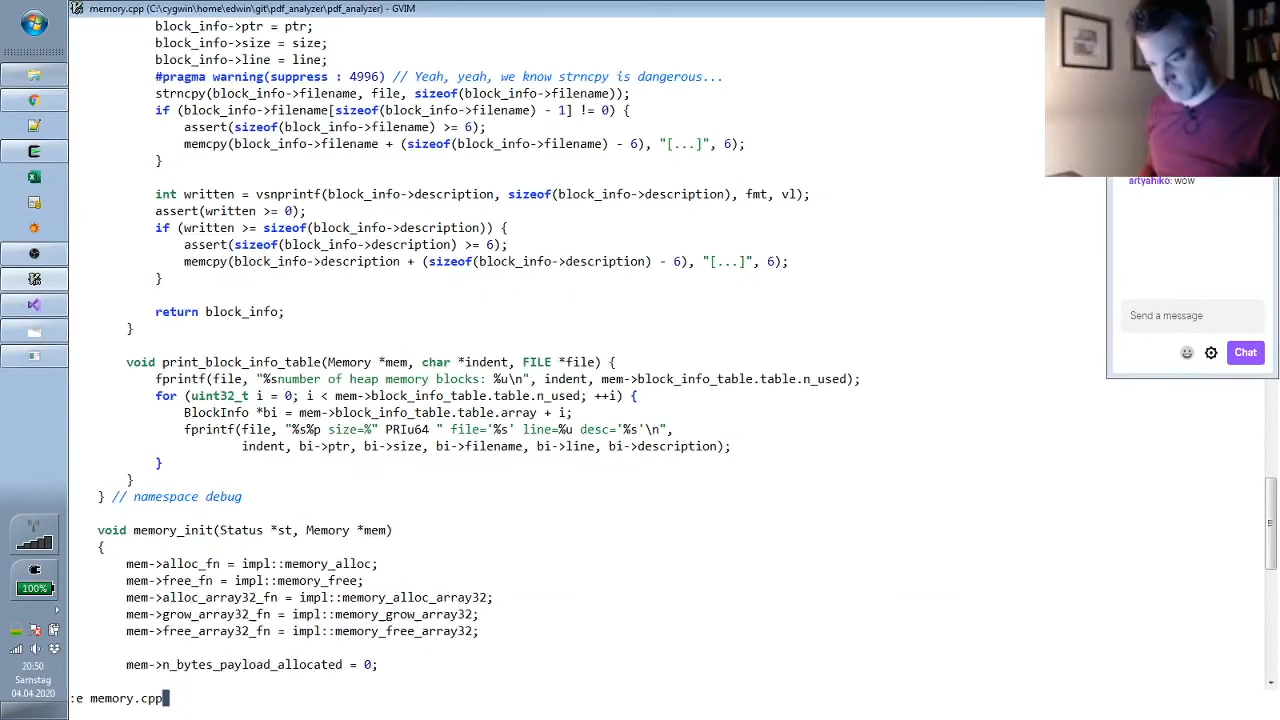 memory.cpp (C:\cygwin\home\edwin\git\pdf_analyzer\pdf_analyzer) - GVIM
block_info->ptr = ptr;
block_info->size = size;
block_info->line = line;
#pragma warning(suppress : 4996) // Yeah, yeah, we know strncpy is dangerous...
strncpy(block_info->filename, file, sizeof(block_info->filename));
if (block_info->filename[sizeof(block_info->filename) - 1] != 0) {
assert(sizeof(block_info->filename) >= 6);
memcpy(block_info->filename + (sizeof(block_info->filename) - 6), "[...]", 6);
}
int written = vsnprintf(block_info->description, sizeof(block_info->description), fmt, vl);
assert(written >= 0);
if (written >= sizeof(block_info->description)) {
assert(sizeof(block_info->description) >= 6);
memcpy(block_info->description + (sizeof(block_info->description) - 6), "[...]", 6);
}
return block_info;
}
void print_block_info_table(Memory *mem, char *indent, FILE *file) {
fprintf(file, "%snumber of heap memory blocks: %u\n", indent, mem->block_info_table.table.n_used);
for (uint32_t i = 0; i < mem->block_info_table.table.n_used; ++i) {
BlockInfo *bi = mem->block_info_table.table.array + i;
fprintf(file, "%s%p size=%" PRIu64 " file='%s' line=%u desc='%s'\n",
indent, bi->ptr, bi->size, bi->filename, bi->line, bi->description);
}
}
} // namespace debug
void memory_init(Status *st, Memory *mem)
{
mem->alloc_fn = impl::memory_alloc;
mem->free_fn = impl::memory_free;
mem->alloc_array32_fn = impl::memory_alloc_array32;
mem->grow_array32_fn = impl::memory_grow_array32;
mem->free_array32_fn = impl::memory_free_array32;
mem->n_bytes_payload_allocated = 0;
:e memory.cpp
artyahiko: wow
Send a message
Chat
100%
20:50
Samstag
04.04.2020